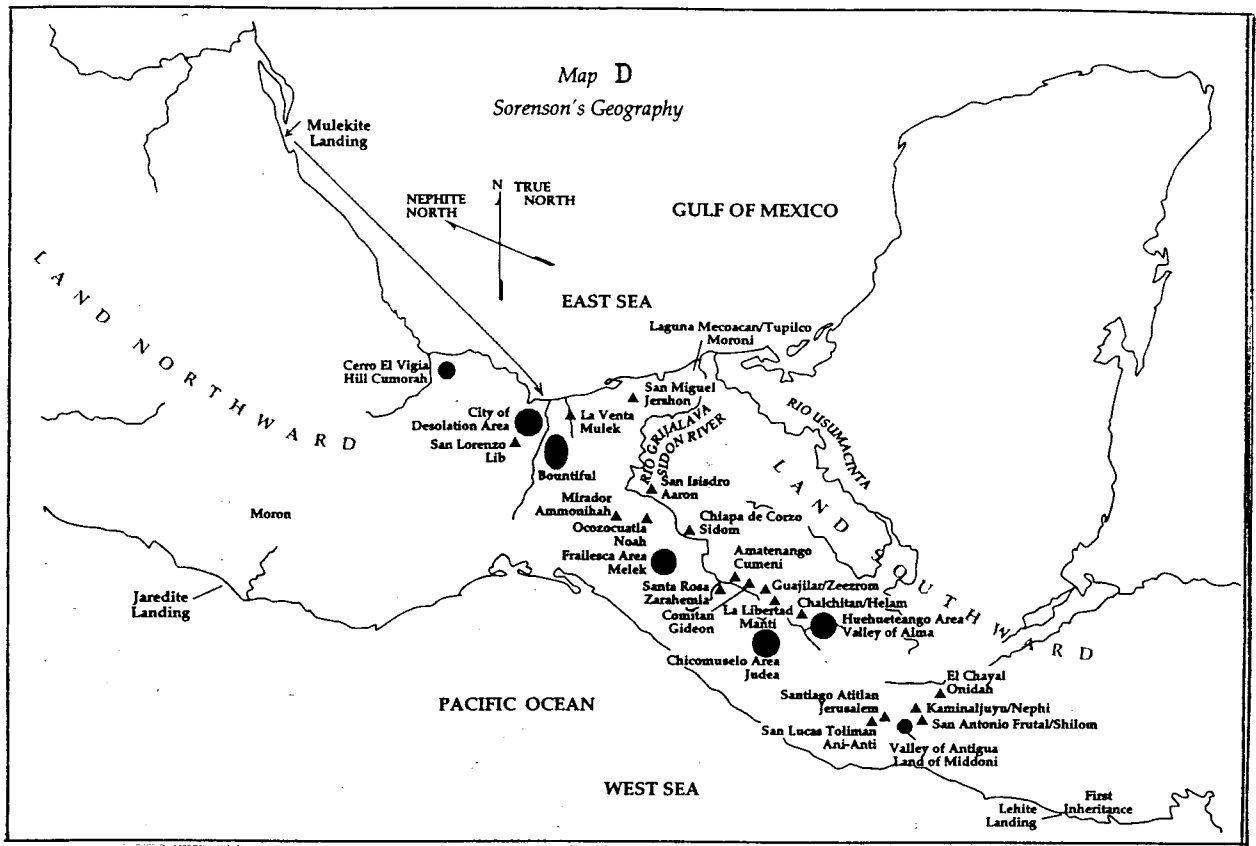 Map D
Sorenson's Geography
Mulekite
Landing
N
TRUE
NORTH
NEPHITE
NORTH
GULF OF MEXICO
LAND NORTHWARD
EAST SEA
Laguna Mecoacan/Tupilco
Moroni
Cerro El Vigia
Hill Cumorah
San Miguel
Jershon
City of
Desolation Area
La Venta
Mulek
San Lorenzo
Lib
RIO GRIJALAVA
SIDON RIVER
RIO USUMACINTA
Bountiful
LAND SOUTHWARD
San Isisdro
Aaron
Mirador
Ammonihah
Moron
Ocozocuatla
Noah
Chiapa de Corzo
Sidom
Frailesca Area
Melek
Amatenango
Cumeni
Jaredite
Landing
Santa Rosa
Zarahemla
Guajilar/Zeezrom
Comitan
Gideon
La Libertad
Manti
Chalchitan/Helam
Huehueteango Area
Valley of Alma
Chicomuselo Area
Judea
El Chayal
Onidah
PACIFIC OCEAN
Santiago Atitlan
Jerusalem
Kaminaljuyu/Nephi
San Antonio Frutal/Shilom
San Lucas Toliman
Ani-Anti
Valley of Antigua
Land of Middoni
WEST SEA
First
Inheritance
Lehite
Landing